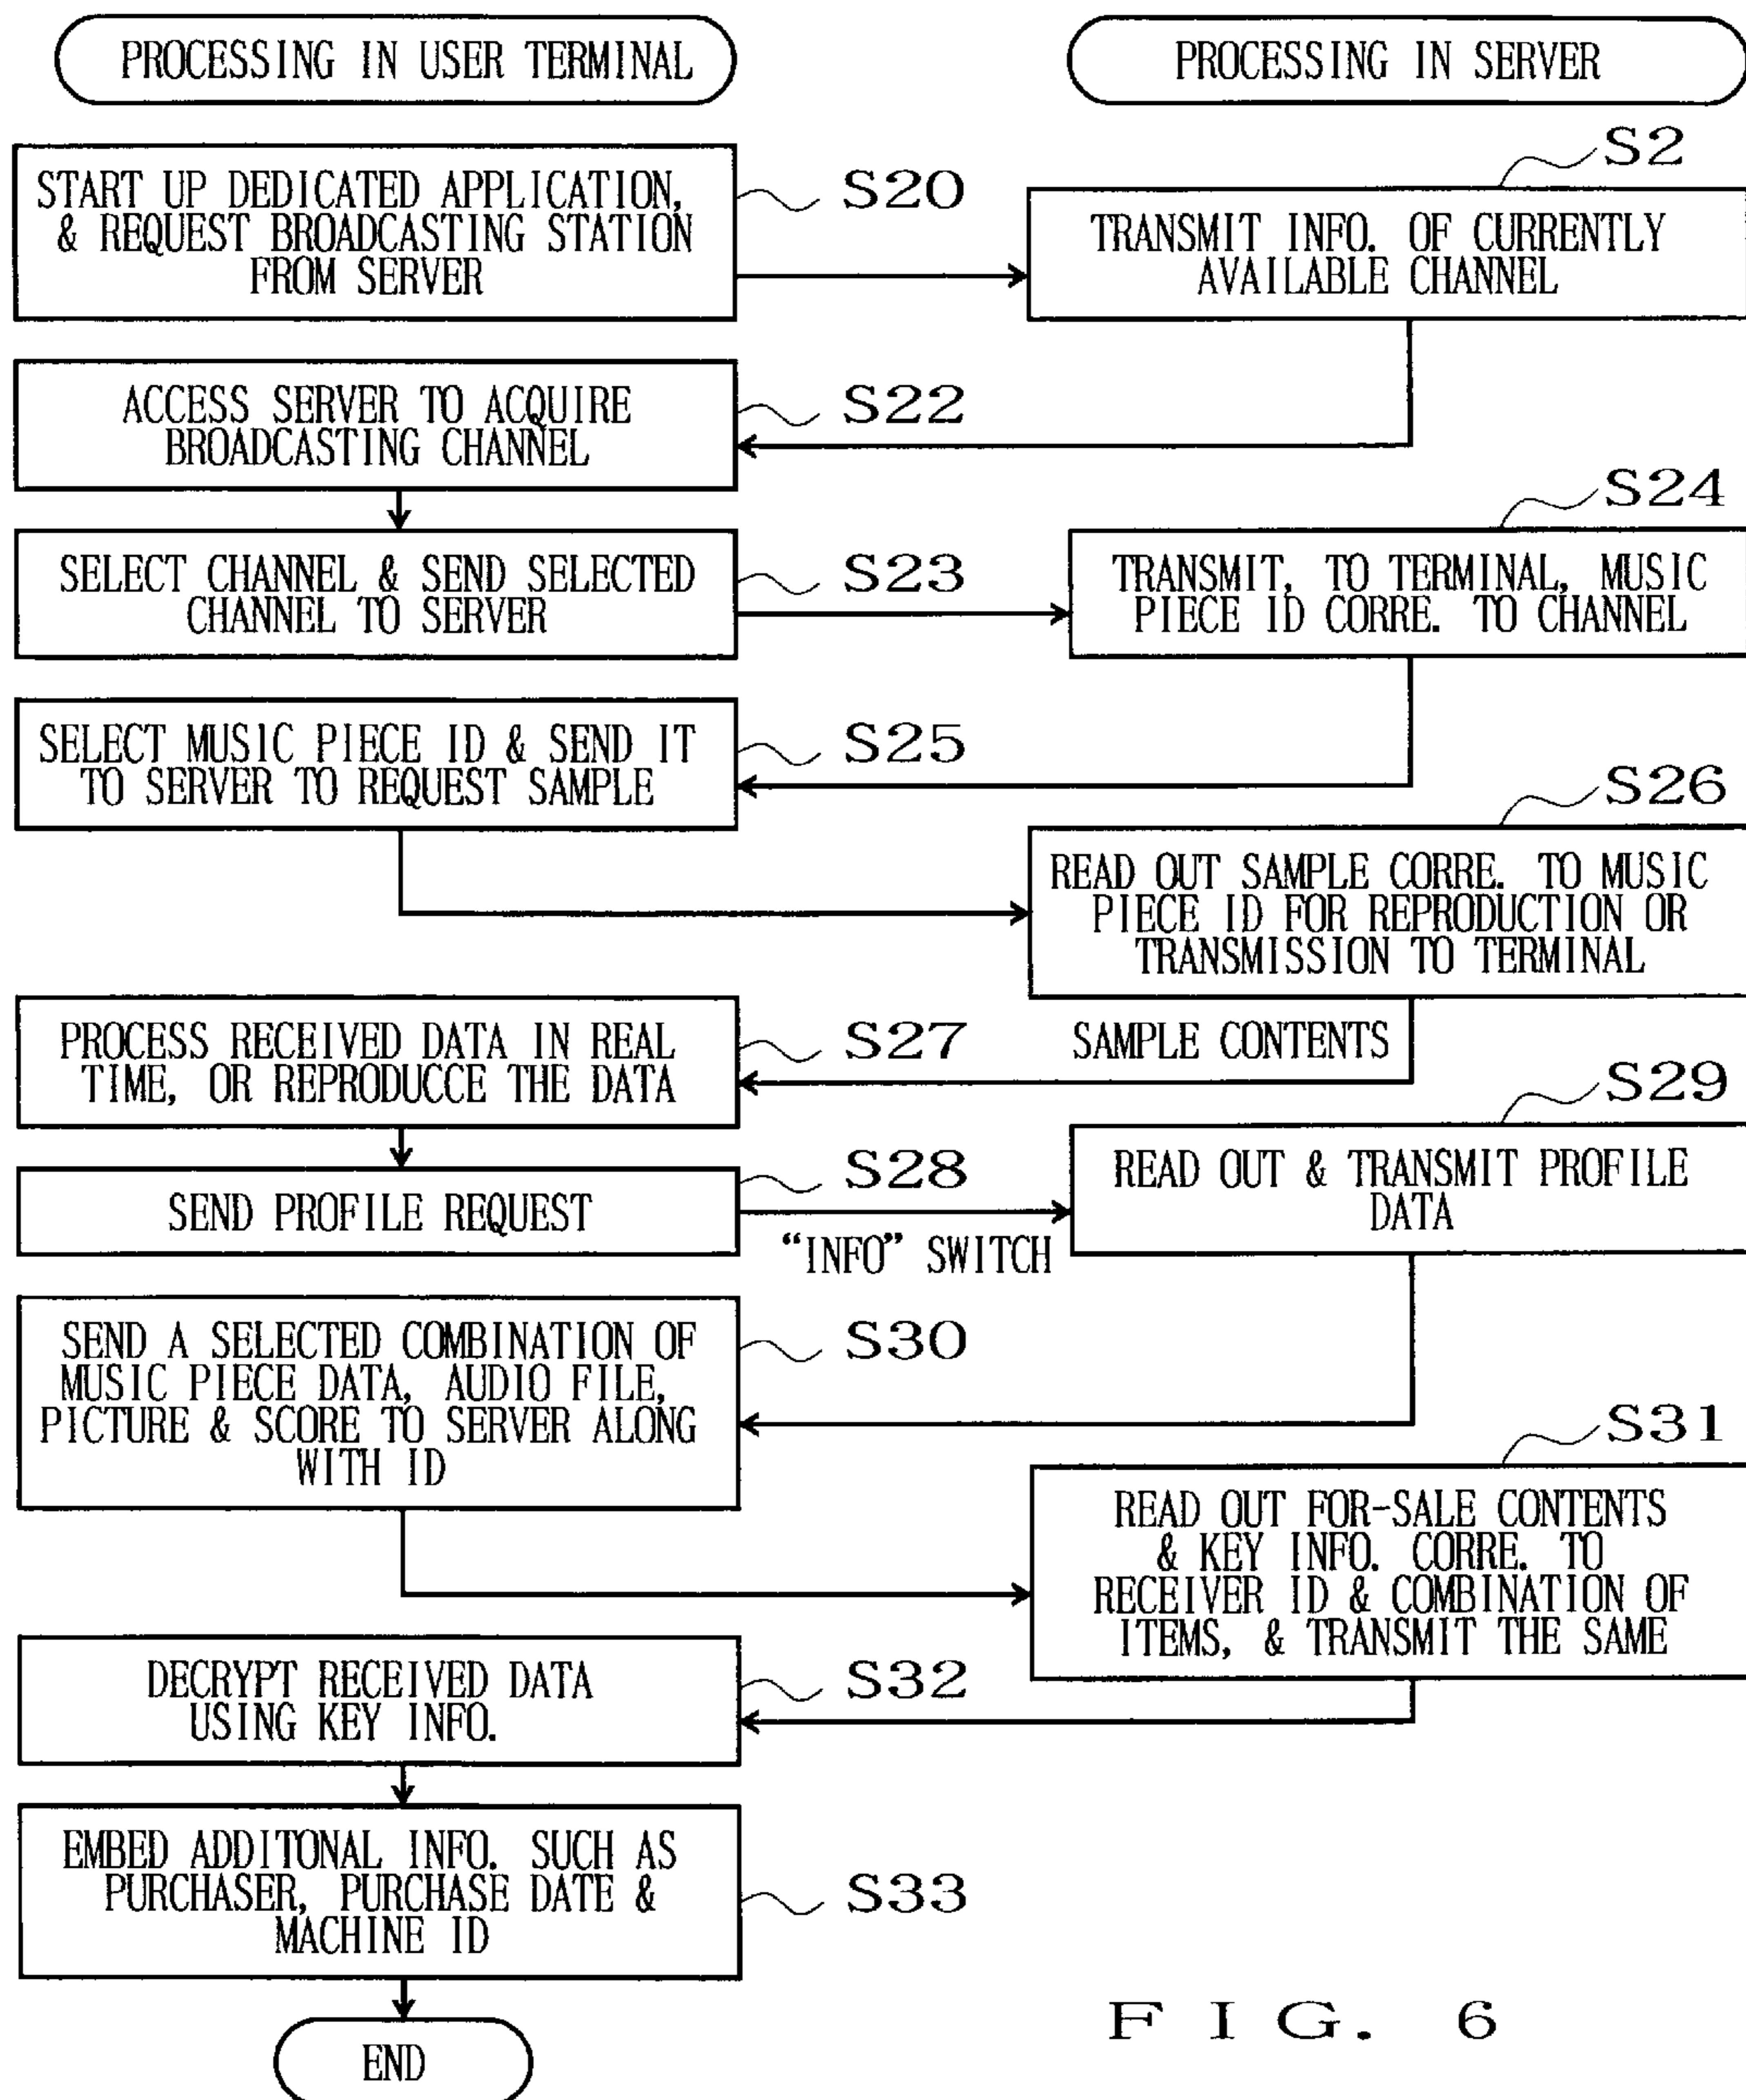 PROCESSING IN USER TERMINAL
PROCESSING IN SERVER
START UP DEDICATED APPLICATION,
& REQUEST BROADCASTING STATION
FROM SERVER
S20
S2
TRANSMIT INFO. OF CURRENTLY
AVAILABLE CHANNEL
ACCESS SERVER TO ACQUIRE
BROADCASTING CHANNEL
S22
SELECT CHANNEL & SEND SELECTED
CHANNEL TO SERVER
S23
S24
TRANSMIT, TO TERMINAL, MUSIC
PIECE ID CORRE. TO CHANNEL
SELECT MUSIC PIECE ID & SEND IT
TO SERVER TO REQUEST SAMPLE
S25
S26
READ OUT SAMPLE CORRE. TO MUSIC
PIECE ID FOR REPRODUCTION OR
TRANSMISSION TO TERMINAL
PROCESS RECEIVED DATA IN REAL
TIME, OR REPRODUCCE THE DATA
S27
SAMPLE CONTENTS
SEND PROFILE REQUEST
S28
“INFO” SWITCH
S29
READ OUT & TRANSMIT PROFILE
DATA
SEND A SELECTED COMBINATION OF
MUSIC PIECE DATA, AUDIO FILE,
PICTURE & SCORE TO SERVER ALONG
WITH ID
S30
S31
READ OUT FOR-SALE CONTENTS
& KEY INFO. CORRE. TO
RECEIVER ID & COMBINATION OF
ITEMS, & TRANSMIT THE SAME
DECRYPT RECEIVED DATA
USING KEY INFO.
S32
EMBED ADDITONAL INFO. SUCH AS
PURCHASER, PURCHASE DATE &
MACHINE ID
S33
END
FIG. 6